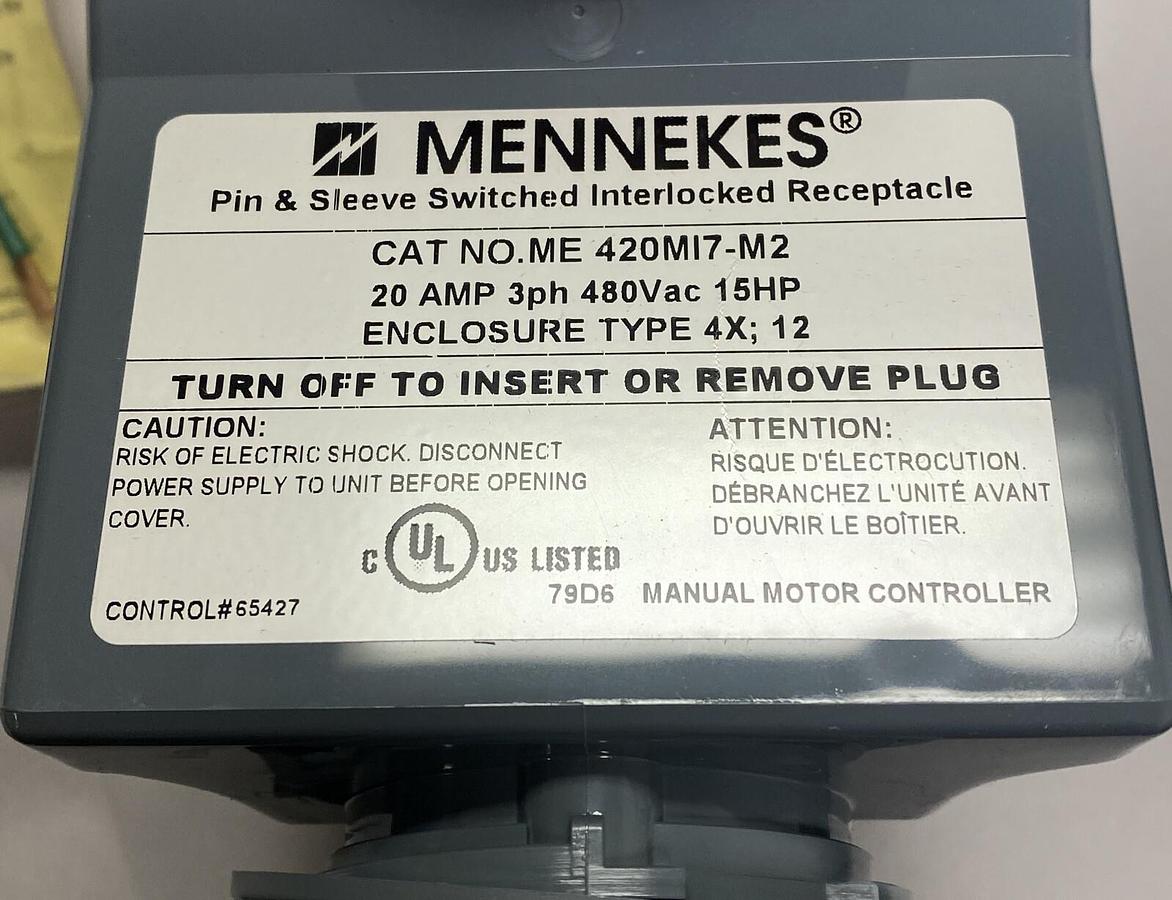 MENNEKES®
Pin & Sleeve Switched Interlocked Receptacle
CAT NO.ME 420MI7-M2
20 AMP 3ph 480Vac 15HP
ENCLOSURE TYPE 4X; 12
TURN OFF TO INSERT OR REMOVE PLUG
CAUTION:
RISK OF ELECTRIC SHOCK. DISCONNECT
POWER SUPPLY TO UNIT BEFORE OPENING
COVER.
ATTENTION:
RISQUE D'ÉLECTROCUTION.
DÉBRANCHEZ L'UNITÉ AVANT
D'OUVRIR LE BOÎTIER.
C UL US LISTED
79D6 MANUAL MOTOR CONTROLLER
CONTROL#65427